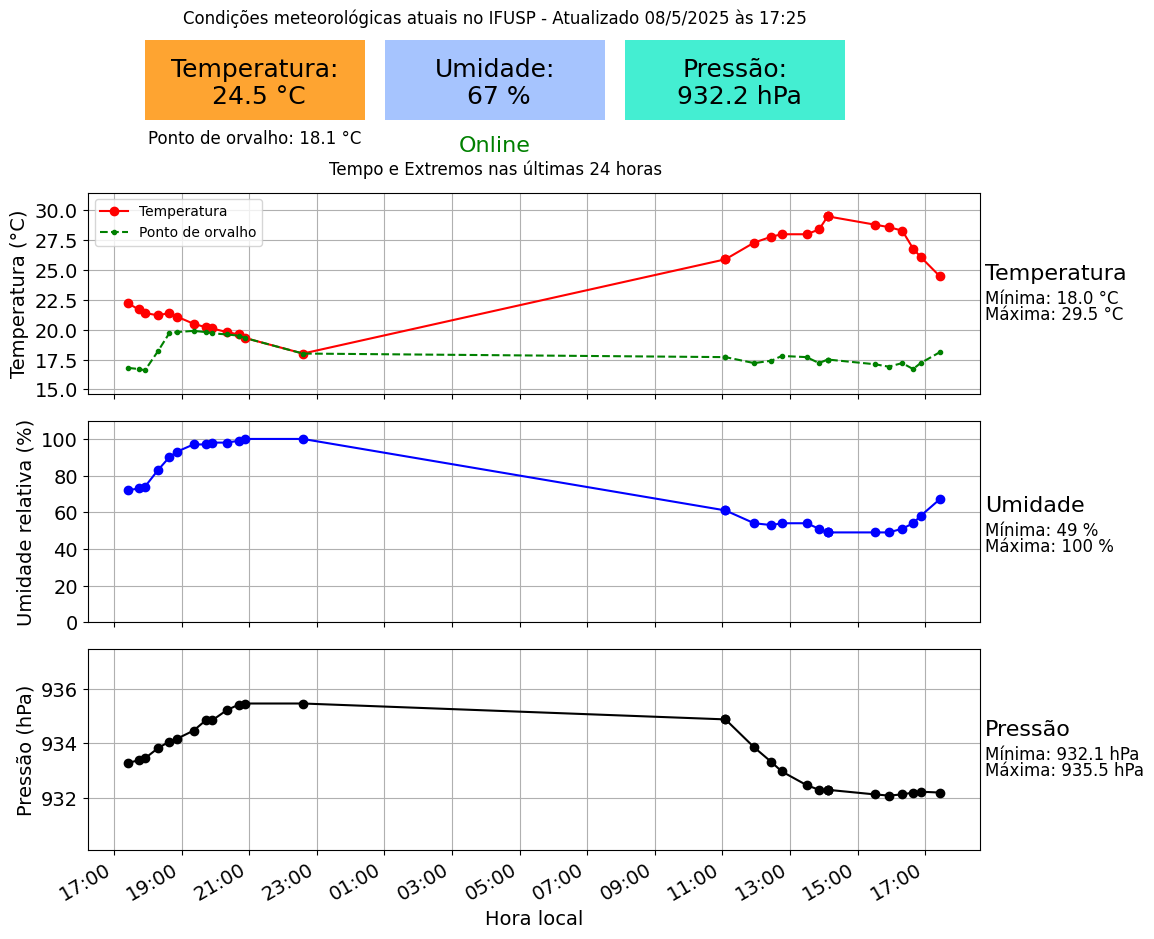 Condições meteorológicas atuais no IFUSP - Atualizado 08/5/2025 às 17:25
Temperatura:
24.5 °C
Umidade:
67 %
Pressão:
932.2 hPa
Ponto de orvalho: 18.1 °C
Online
Tempo e Extremos nas últimas 24 horas
Temperatura (°C)
30.0
27.5
25.0
22.5
20.0
17.5
15.0
Temperatura
Ponto de orvalho
Temperatura
Mínima: 18.0 °C
Máxima: 29.5 °C
Umidade relativa (%)
100
80
60
40
20
0
Umidade
Mínima: 49 %
Máxima: 100 %
Pressão (hPa)
936
934
932
Pressão
Mínima: 932.1 hPa
Máxima: 935.5 hPa
17:00 19:00 21:00 23:00 01:00 03:00 05:00 07:00 09:00 11:00 13:00 15:00 17:00
Hora local